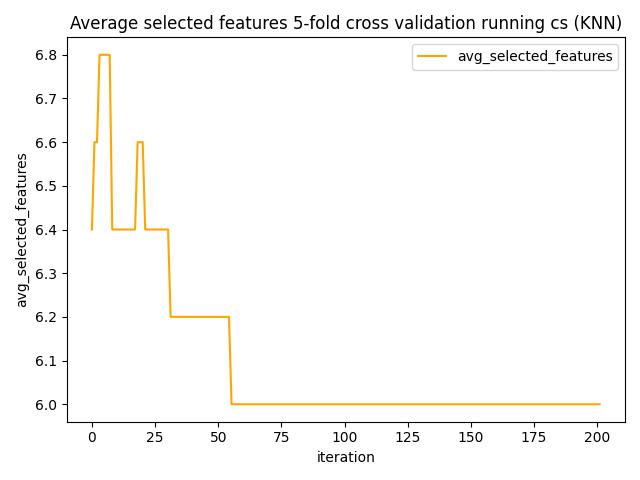 Average selected features 5-fold cross validation running cs (KNN)
avg_selected_features
6.8
6.7
6.6
6.5
6.4
6.3
6.2
6.1
6.0
avg_selected_features
0 25 50 75 100 125 150 175 200
iteration